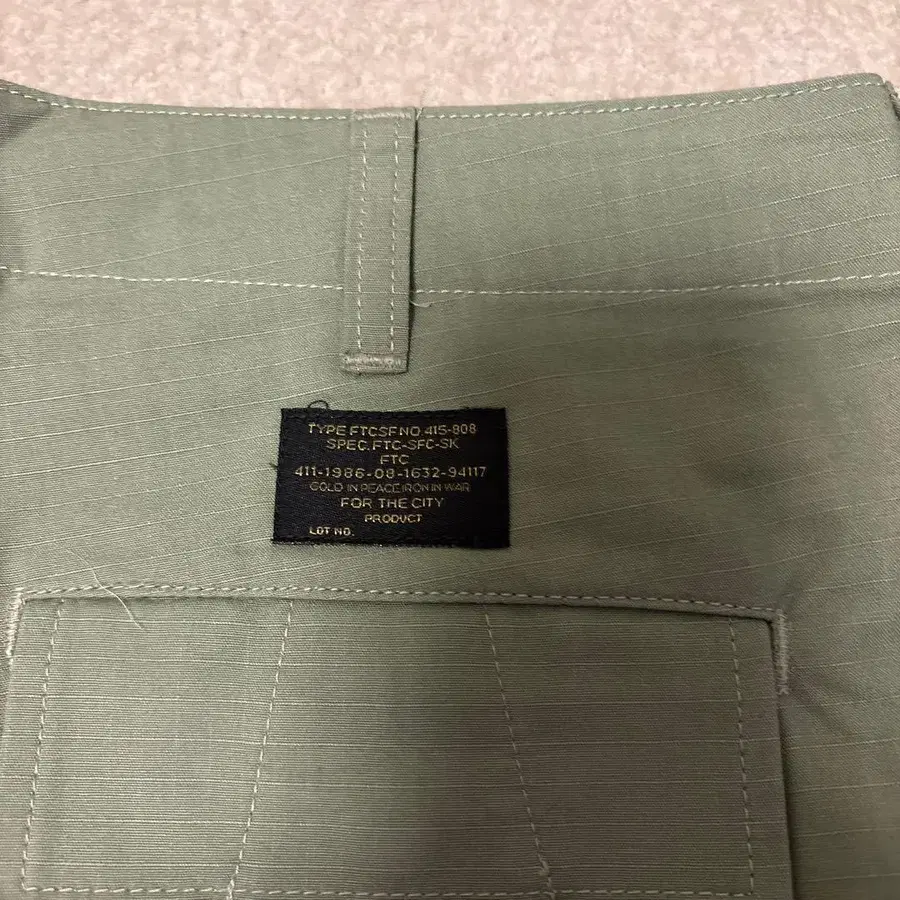 TYPE FTCSF NO. 415-808
SPEC. FTC-SFC-SK
FTC
411-1986-08-1632-94117
GOLD IN PEACE IRON IN WAR
FOR THE CITY
PRODUCT
LOT NO.